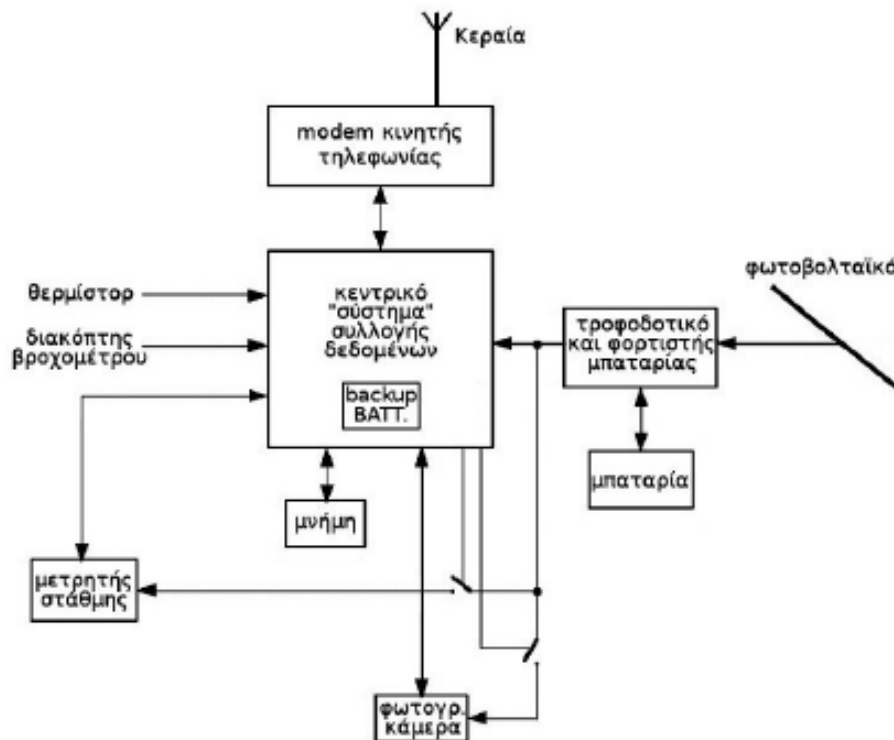 Κεραία
modem κινητής
τηλεφωνίας
φωτοβολταϊκό
θερμίστορ
διακόπτης
βροχομέτρου
κεντρικό
"σύστημα"
συλλογής
δεδομένων
backup
BATT.
τροφοδοτικό
και φορτιστής
μπαταρίας
μπαταρία
μνήμη
μετρητής
στάθμης
φωτογρ.
κάμερα